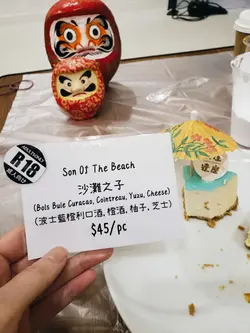 R18
Son Of The Beach
沙灘之子
(Bols Bule Curacao, Cointreau, Yuzu, Cheese)
(波士藍橙利口酒, 橙酒, 柚子, 芝士)
$45/pc